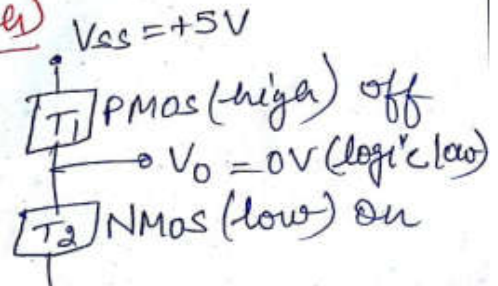 Vss = +5V
T1 PMOS (high) off
Vo = 0V (logic low)
T2 NMOS (low) on